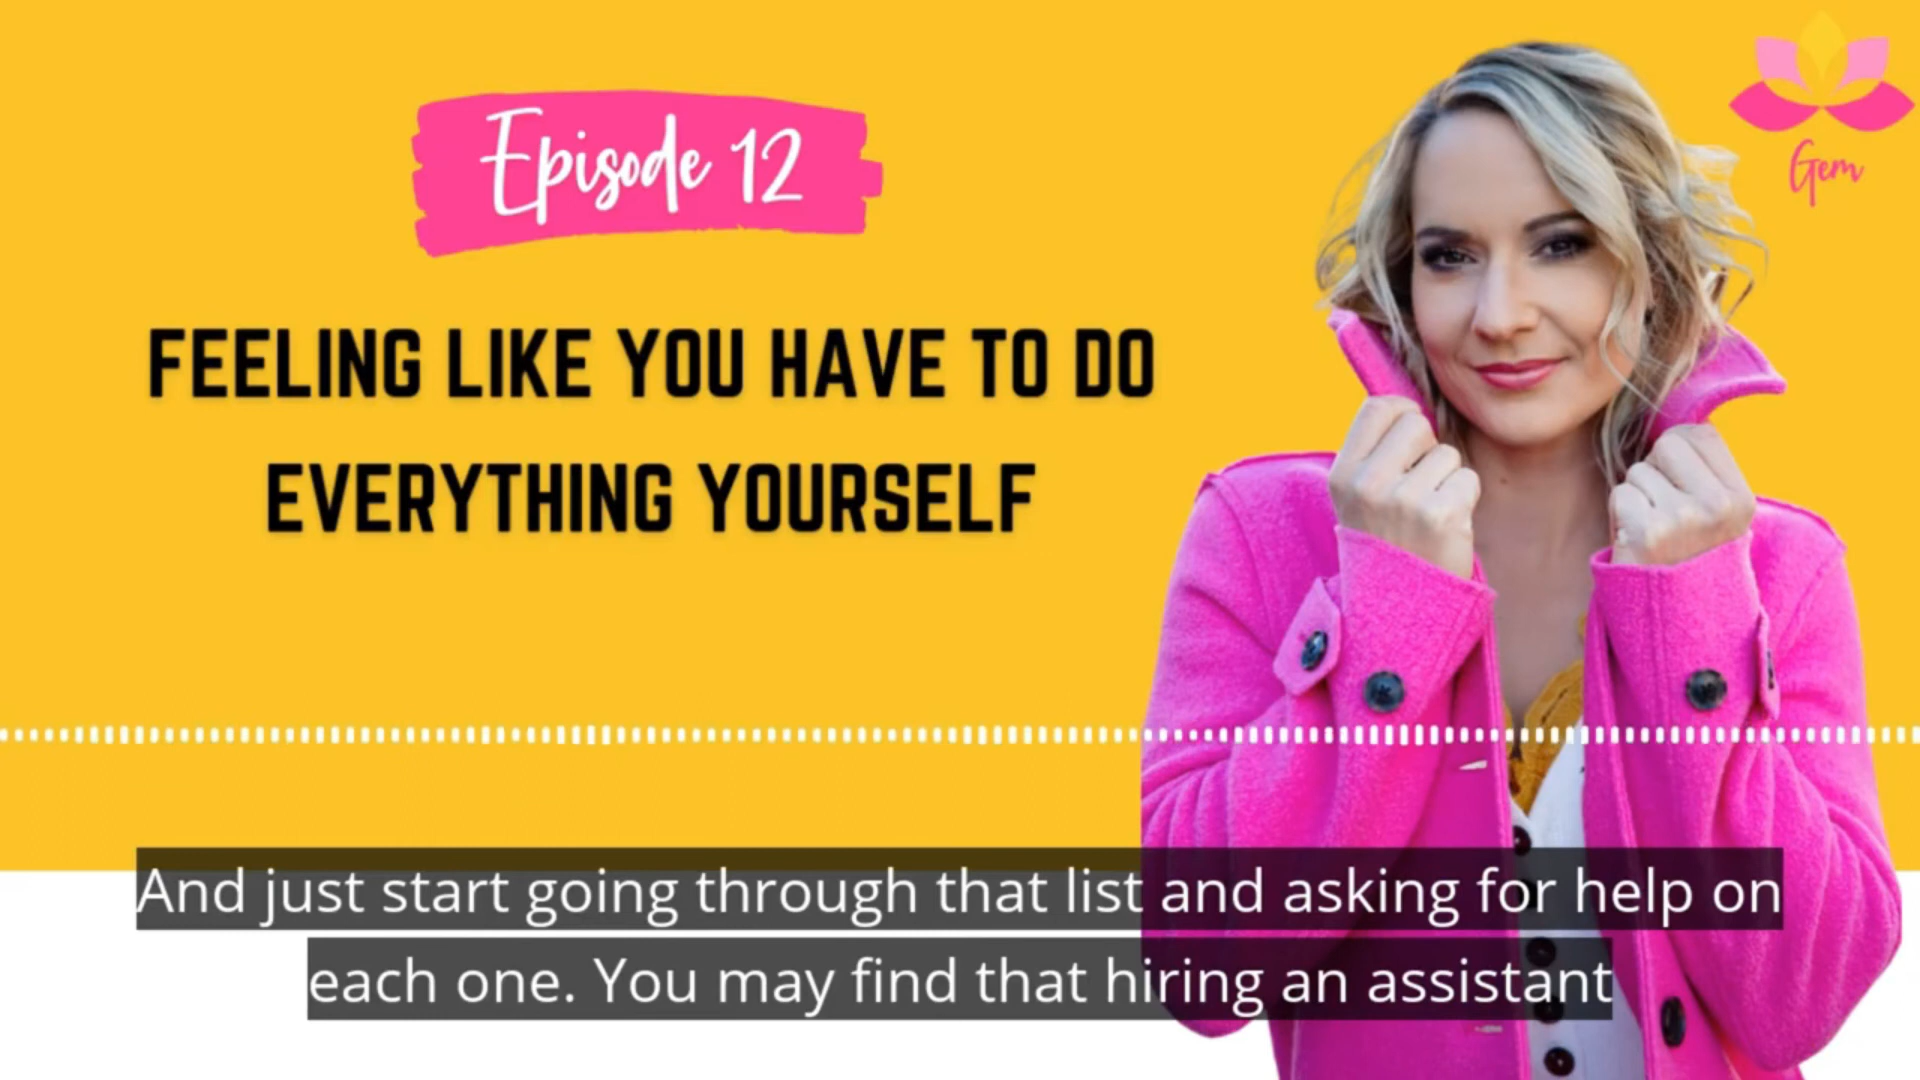 Episode 12
Gem
FEELING LIKE YOU HAVE TO DO
EVERYTHING YOURSELF
And just start going through that list and asking for help on
each one. You may find that hiring an assistant